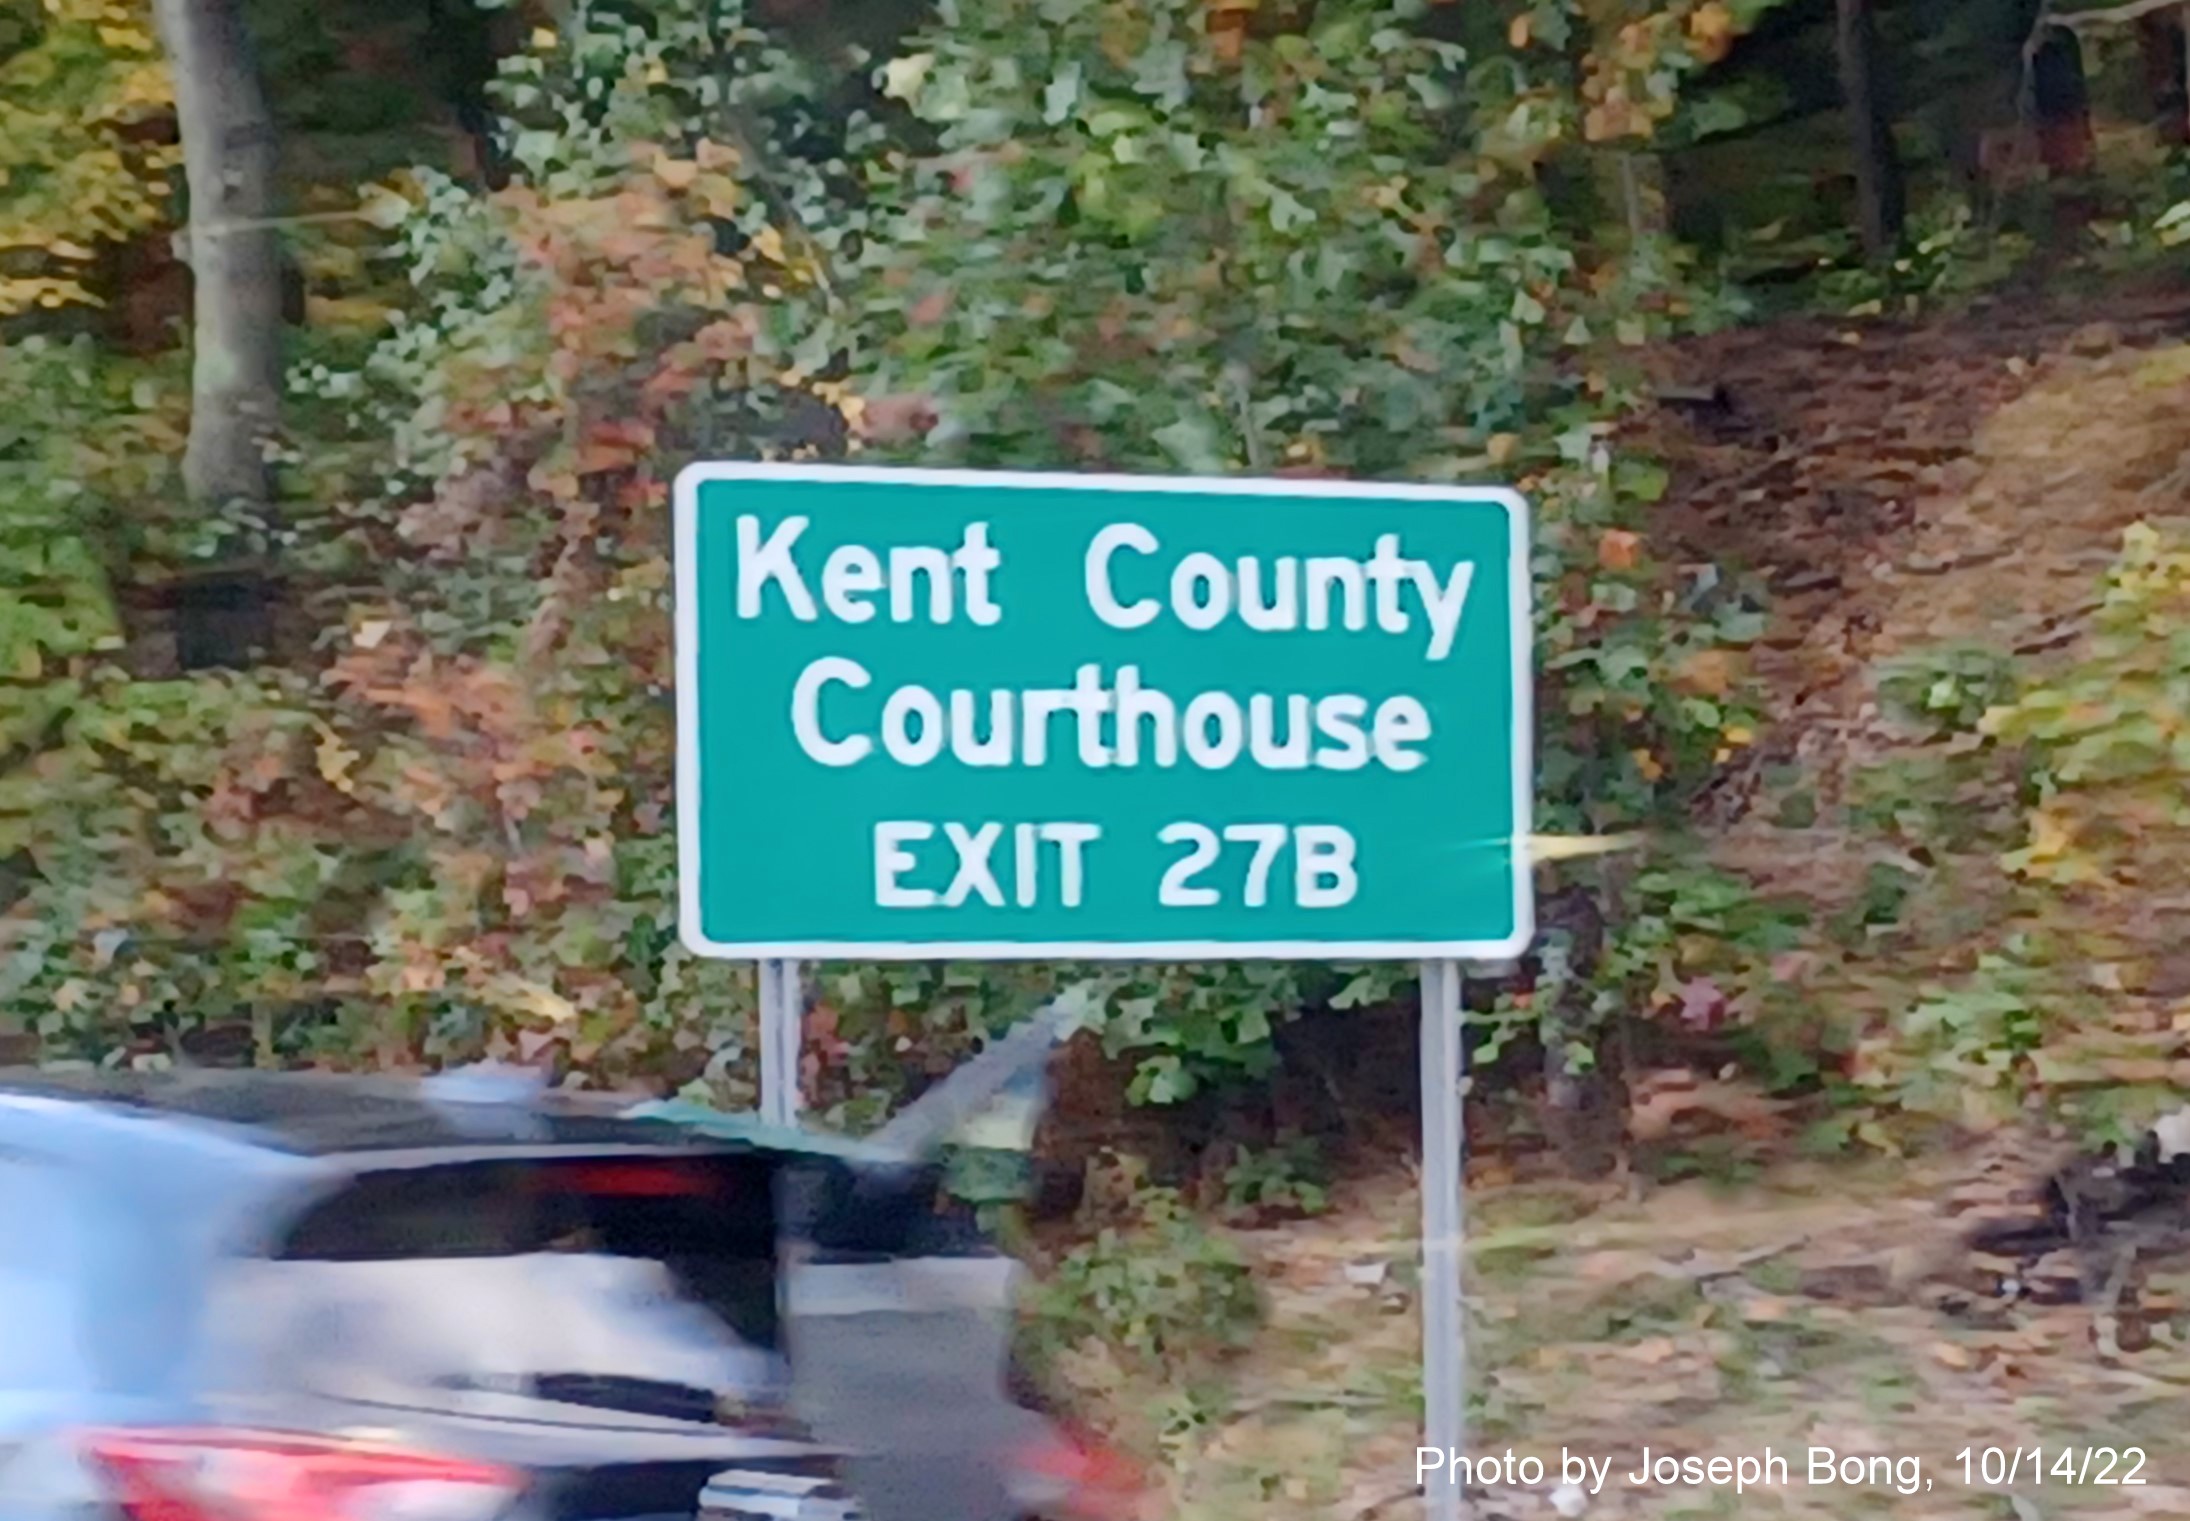 Kent County
Courthouse
EXIT 27B
Photo by Joseph Bong, 10/14/22